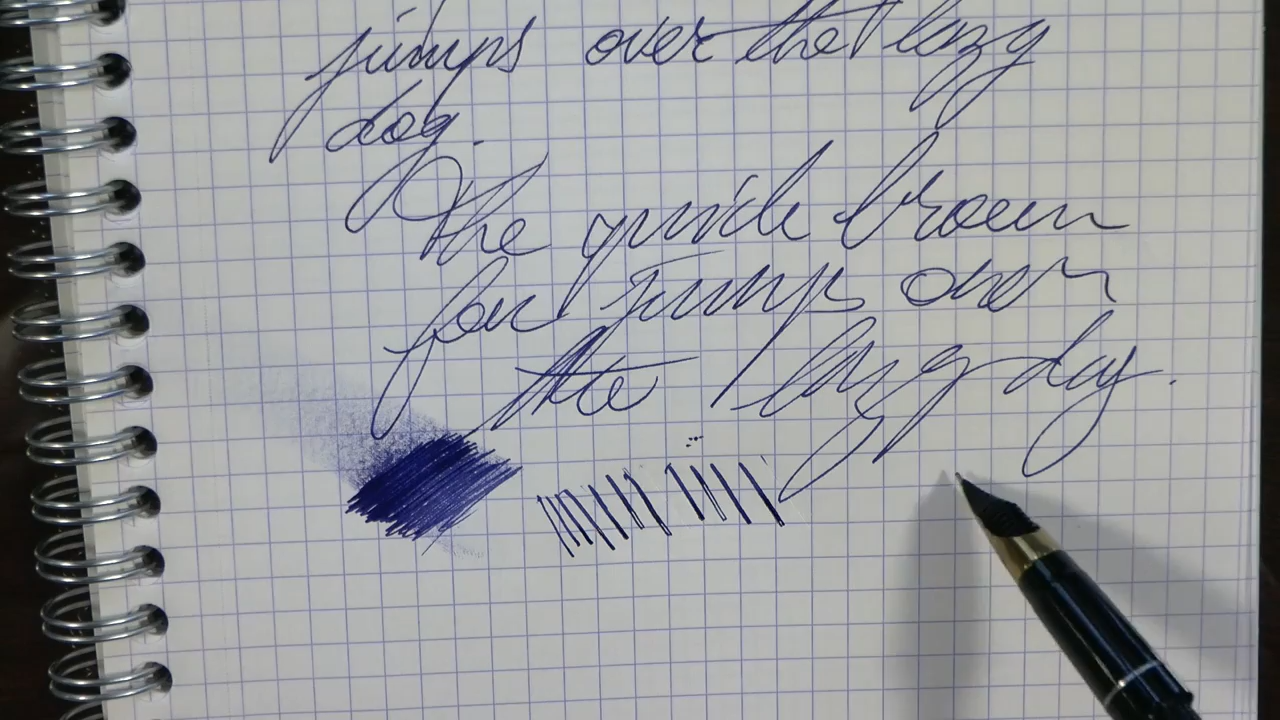 jumps over the lazy
dog.
The quick brown
fox jumps over
the lazy dog.